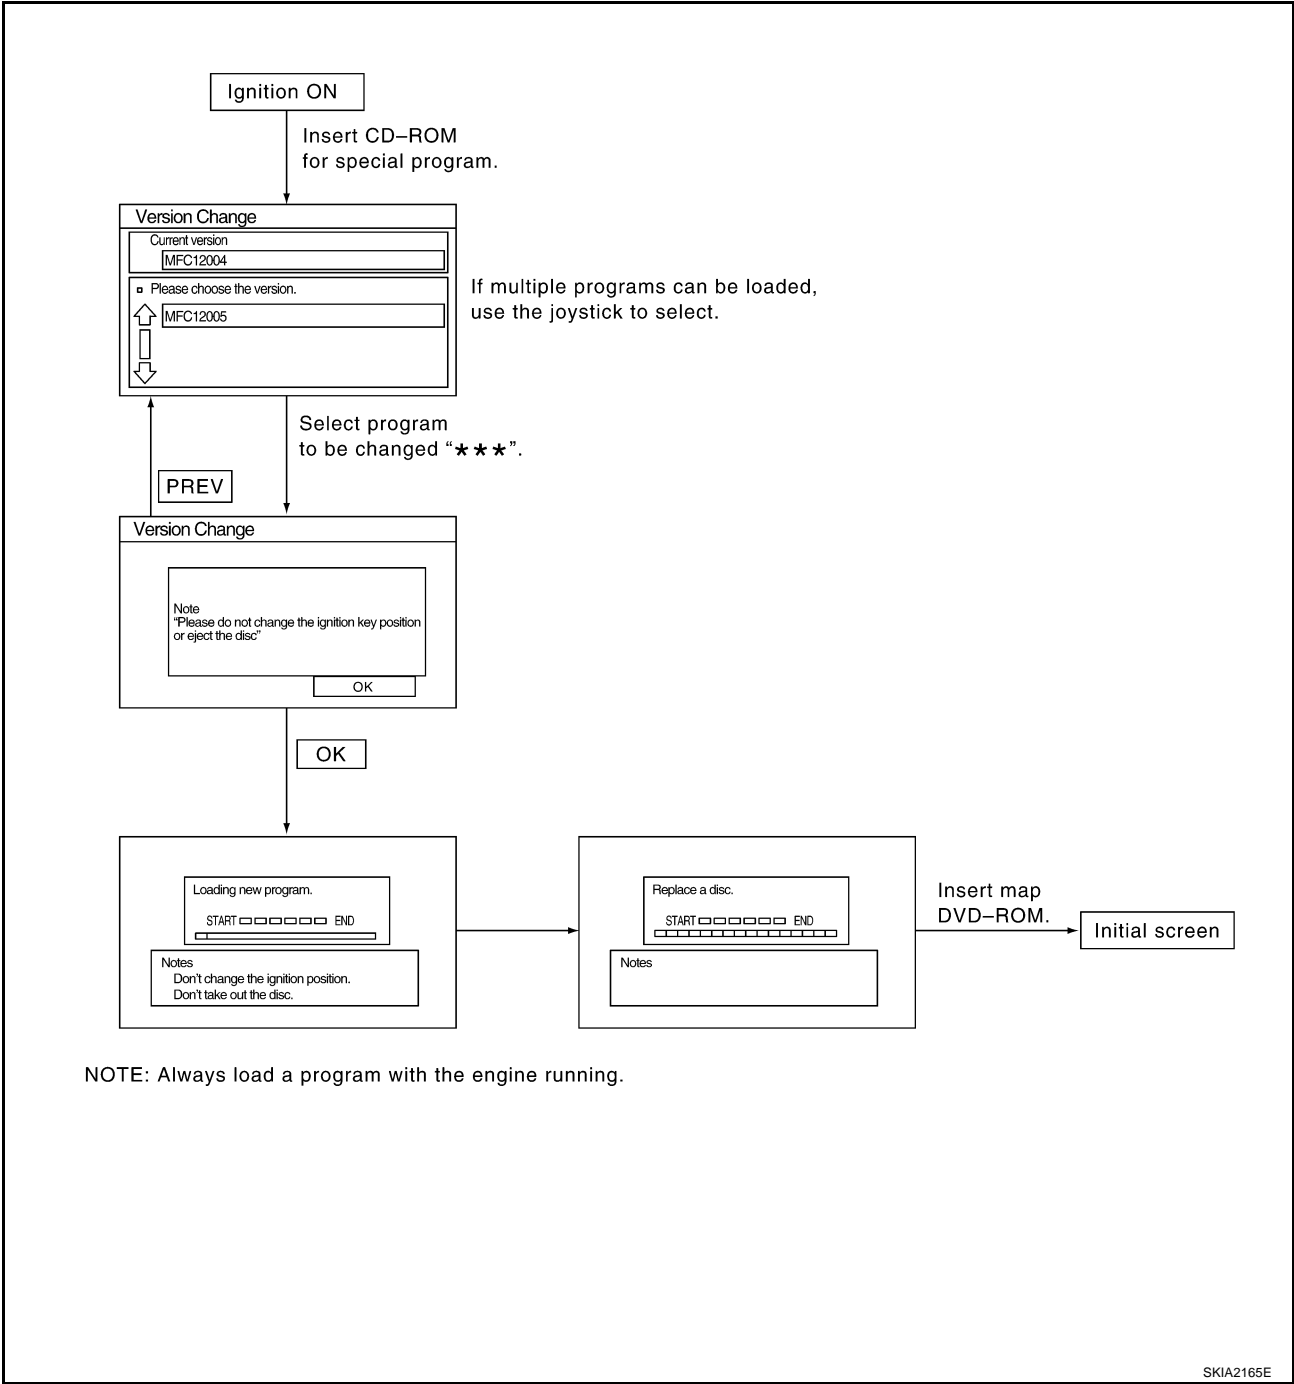 Ignition ON
Insert CD–ROM
for special program.
Version Change
Current version
MFC12004
Please choose the version.
MFC12005
If multiple programs can be loaded,
use the joystick to select.
Select program
to be changed “★★★”.
PREV
Version Change
Note
“Please do not change the ignition key position
or eject the disc”
OK
OK
Loading new program.
START END
Notes
Don’t change the ignition position.
Don’t take out the disc.
Replace a disc.
START END
Notes
Insert map
DVD–ROM.
Initial screen
NOTE: Always load a program with the engine running.
SKIA2165E